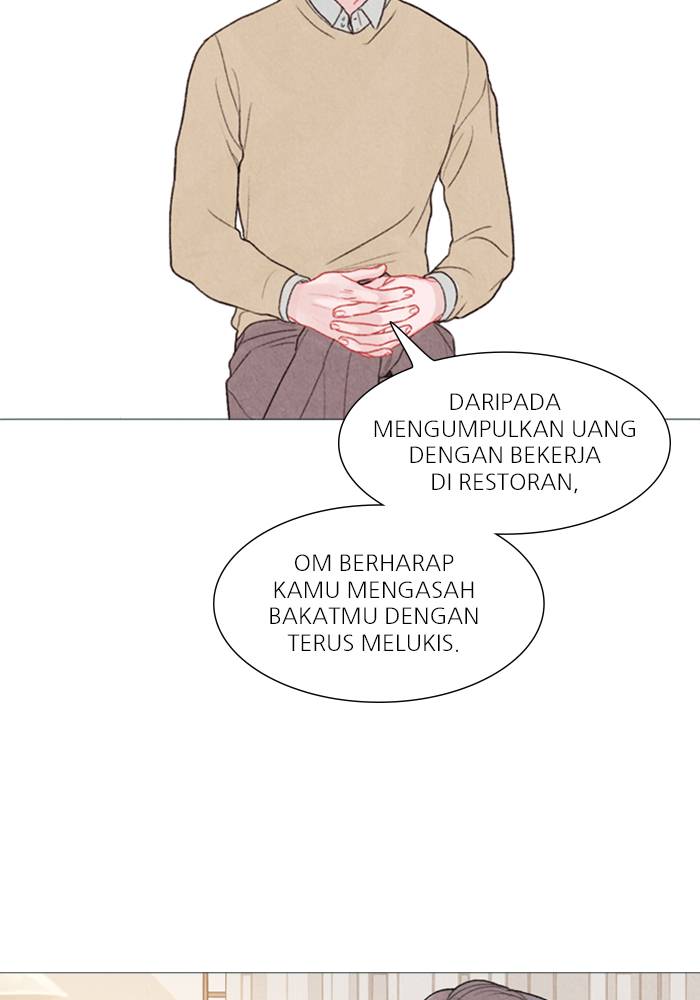 DARIPADA
MENGUMPULKAN UANG
DENGAN BEKERJA
DI RESTORAN,
OM BERHARAP
KAMU MENGASAH
BAKATMU DENGAN
TERUS MELUKIS.